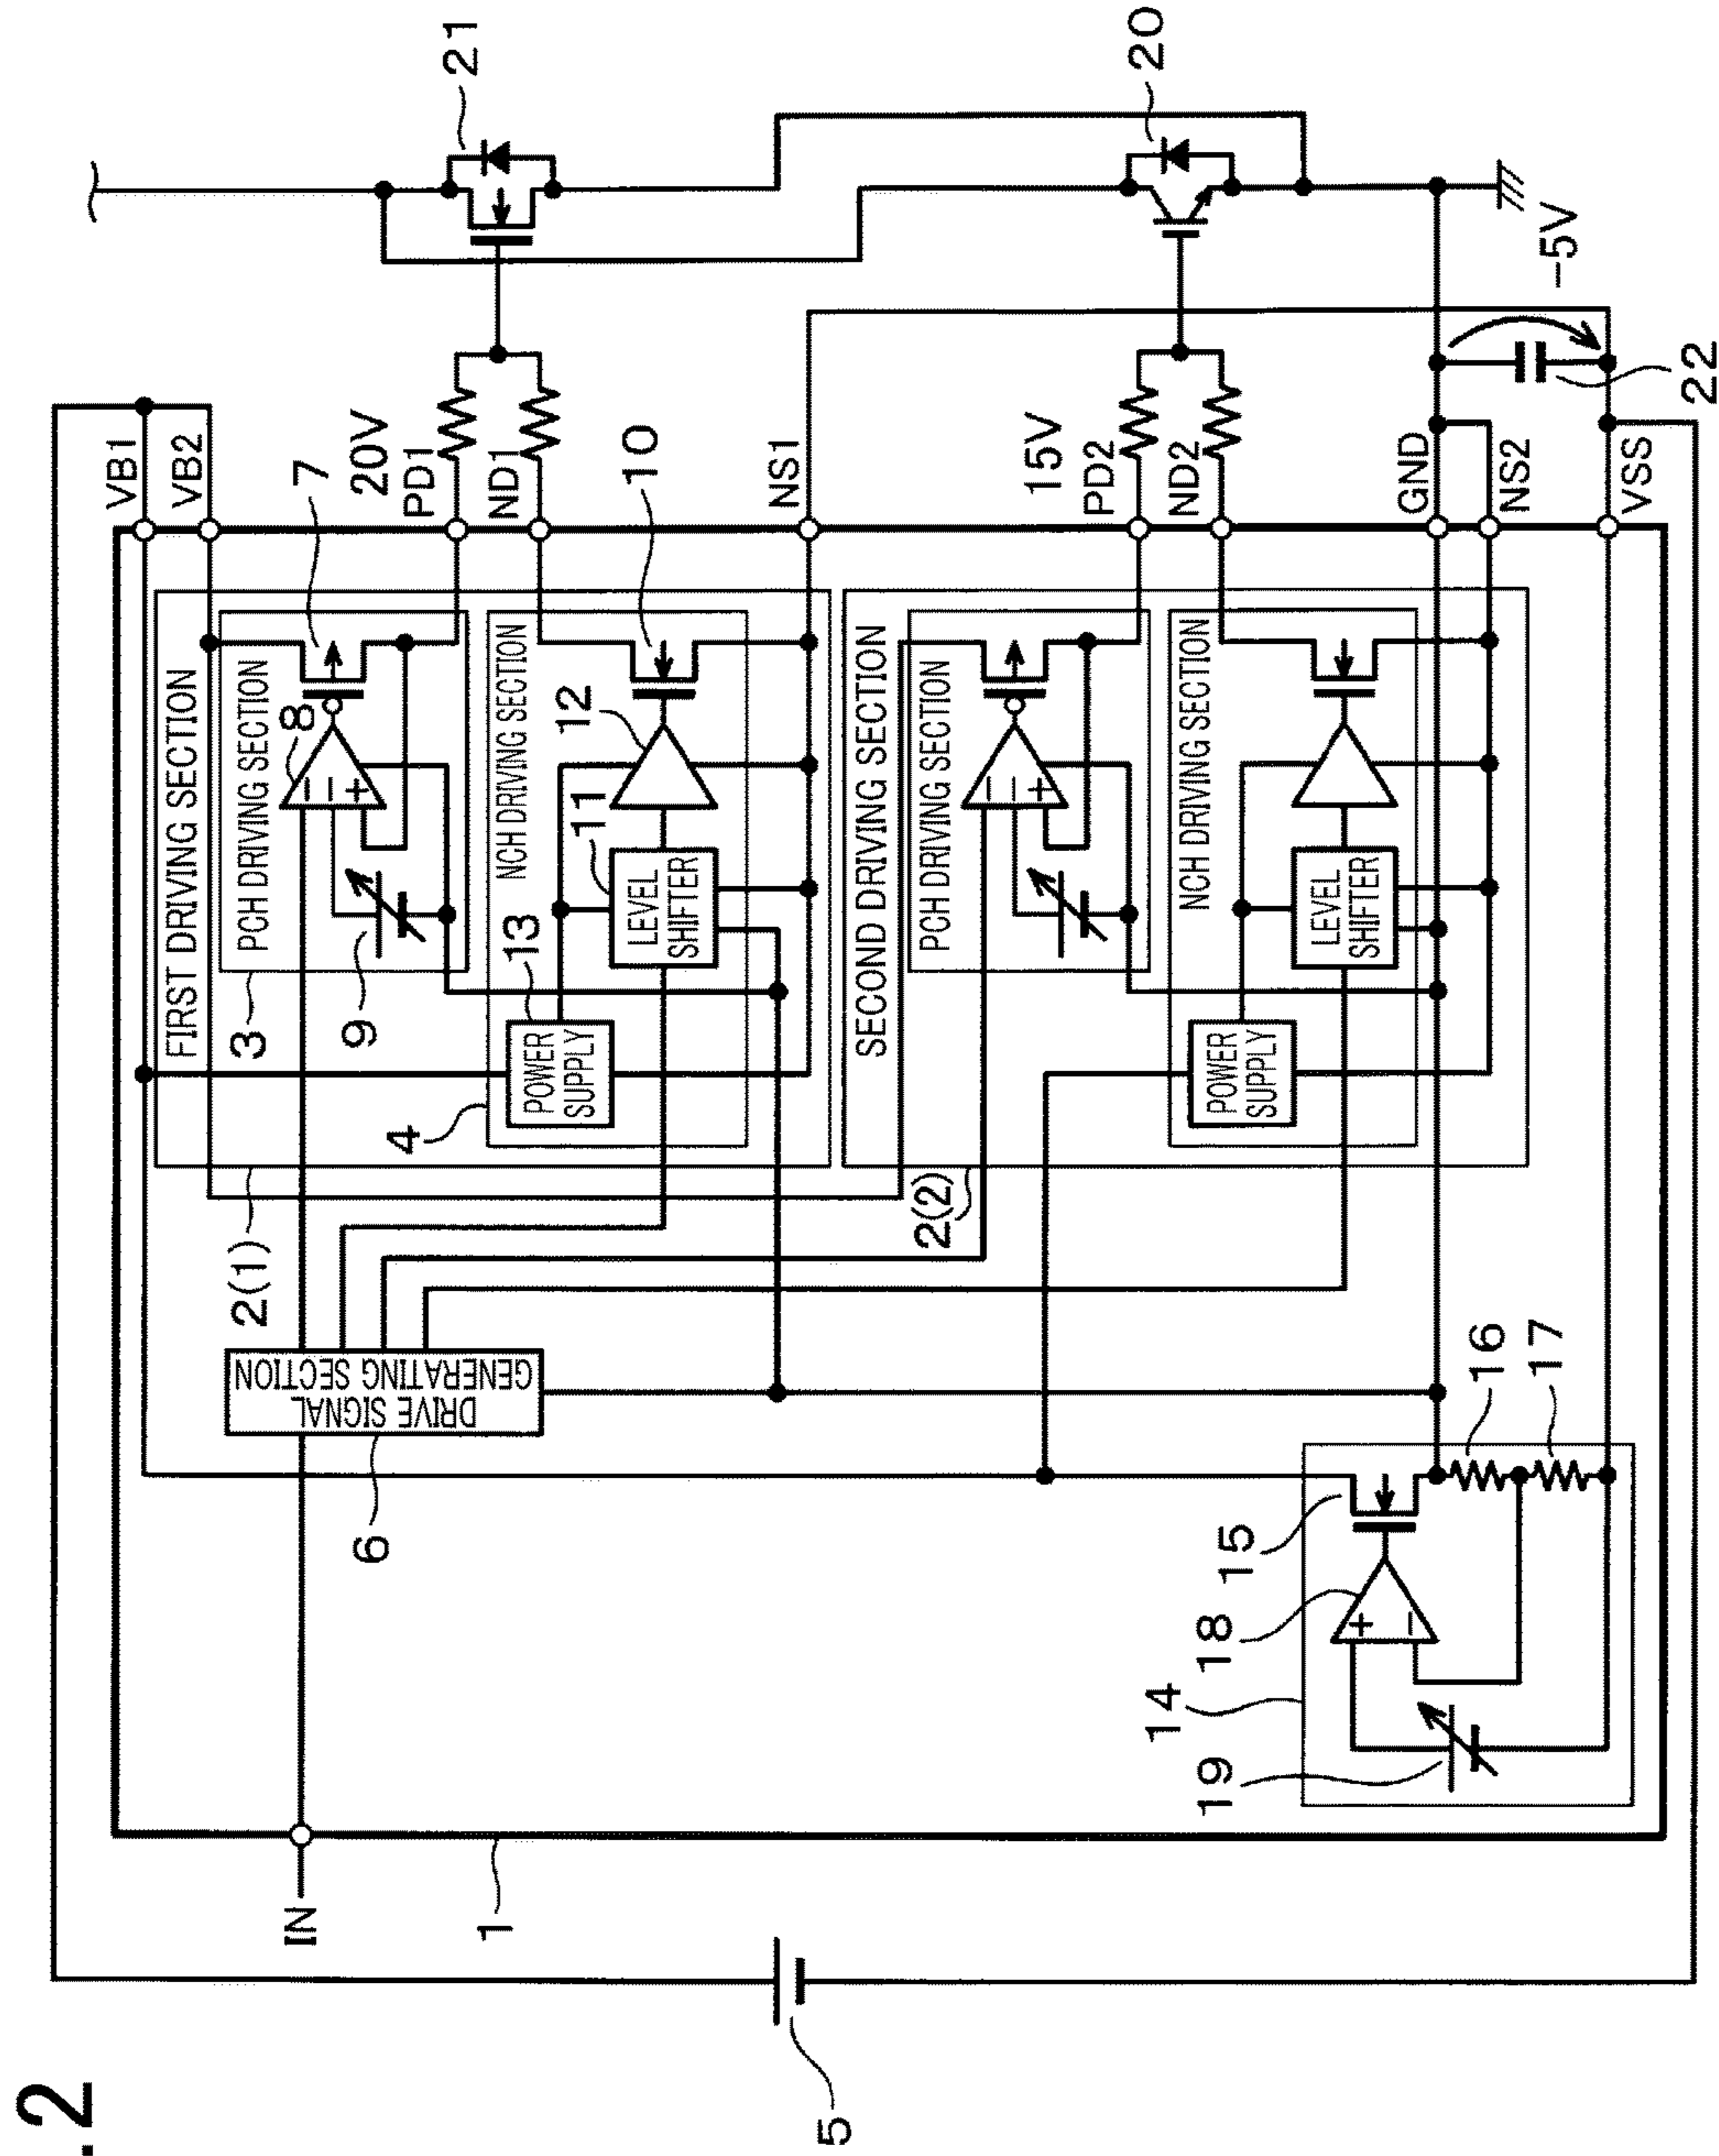 . 2
21
20
VB1
VB2
20V
PD1
ND1
NS1
15V
PD2
ND2
GND
NS2
VSS
-5V
22
FIRST DRIVING SECTION
PCH DRIVING SECTION
7
8
−
−
+
9
3
NCH DRIVING SECTION
10
12
11
LEVEL
SHIFTER
13
POWER
SUPPLY
4
2(1)
SECOND DRIVING SECTION
PCH DRIVING SECTION
−
−
+
NCH DRIVING SECTION
LEVEL
SHIFTER
POWER
SUPPLY
2(2)
DRIVE SIGNAL
GENERATING SECTION
6
16
17
15
18
+
−
14
19
IN
1
5